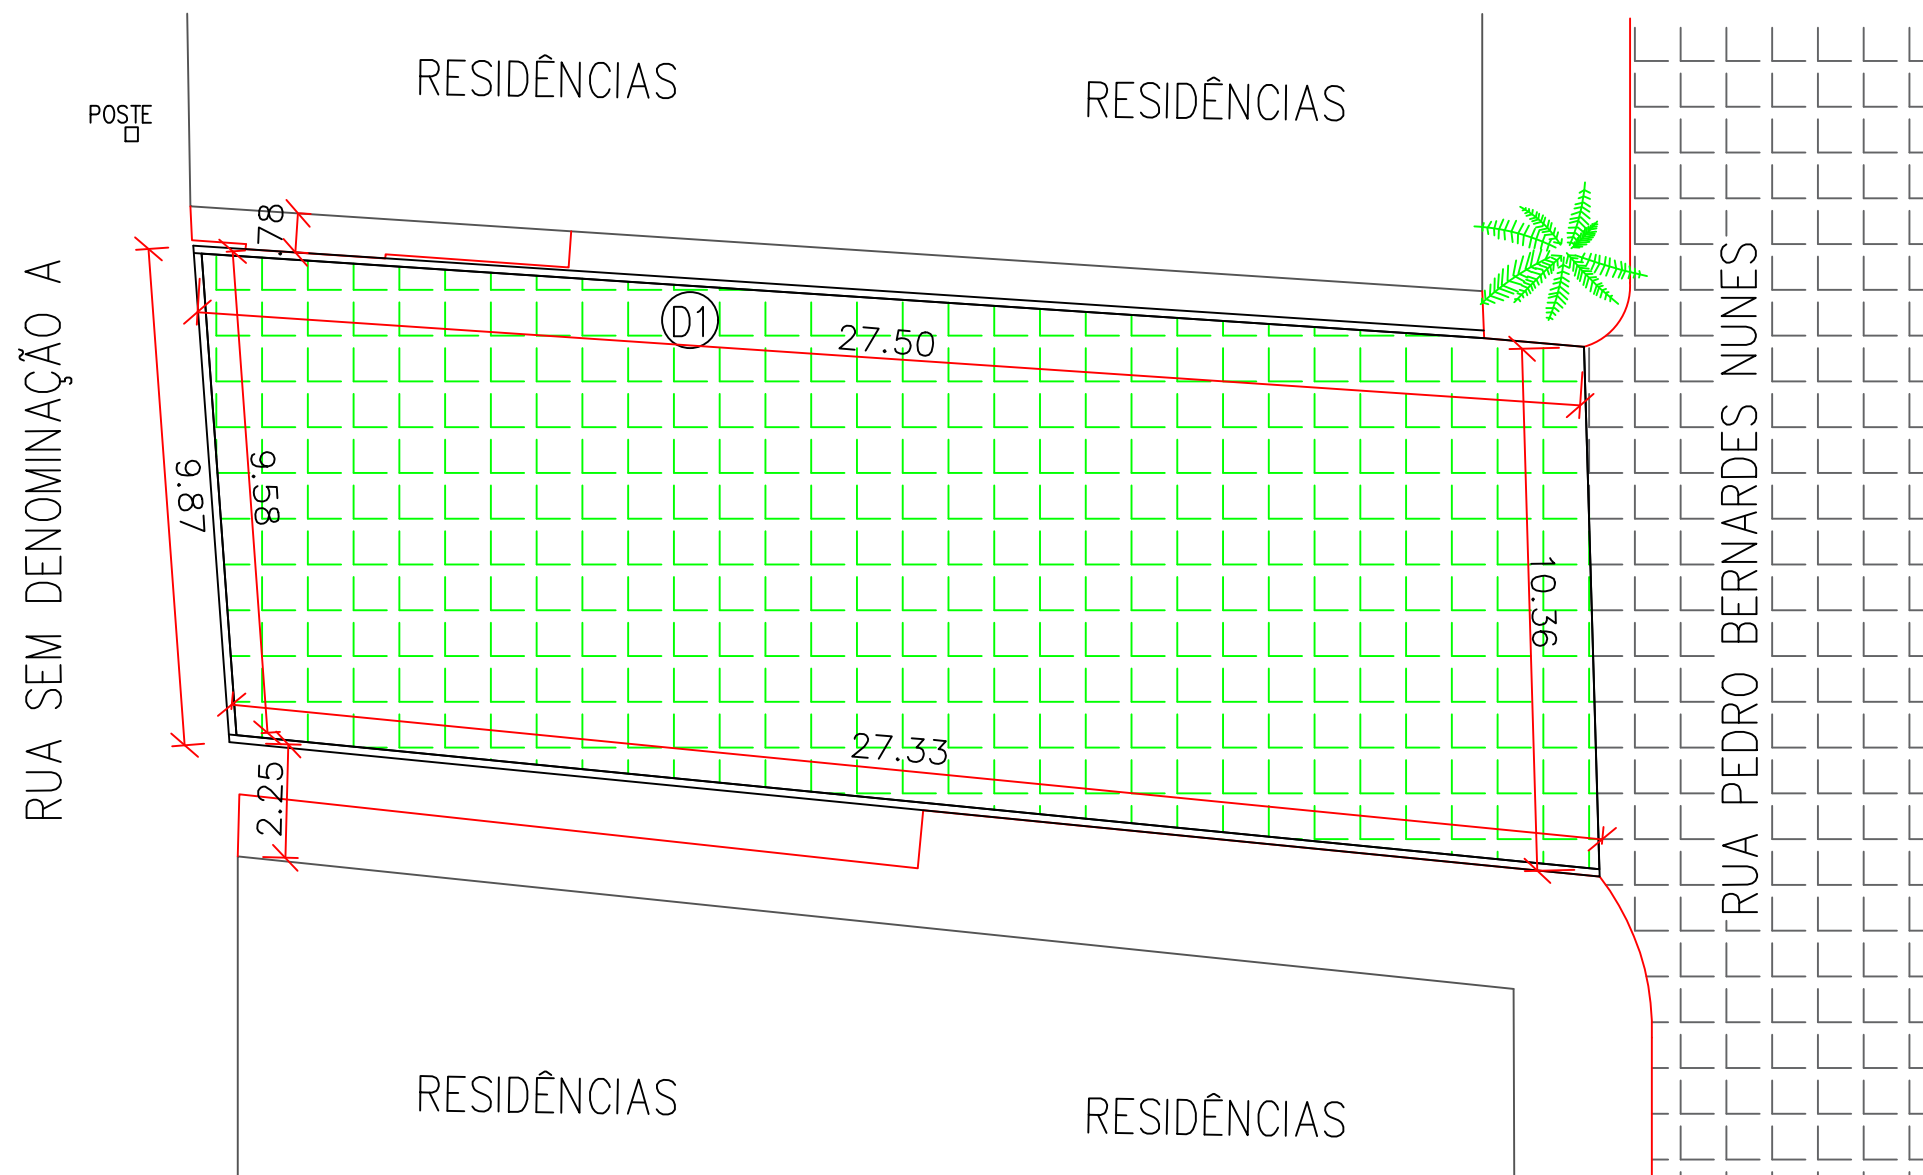 RESIDÊNCIAS
RESIDÊNCIAS
POSTE
.78
D1
27.50
RUA SEM DENOMINAÇÃO A
9.87
9.58
10.36
RUA PEDRO BERNARDES NUNES
27.33
2.25
RESIDÊNCIAS
RESIDÊNCIAS